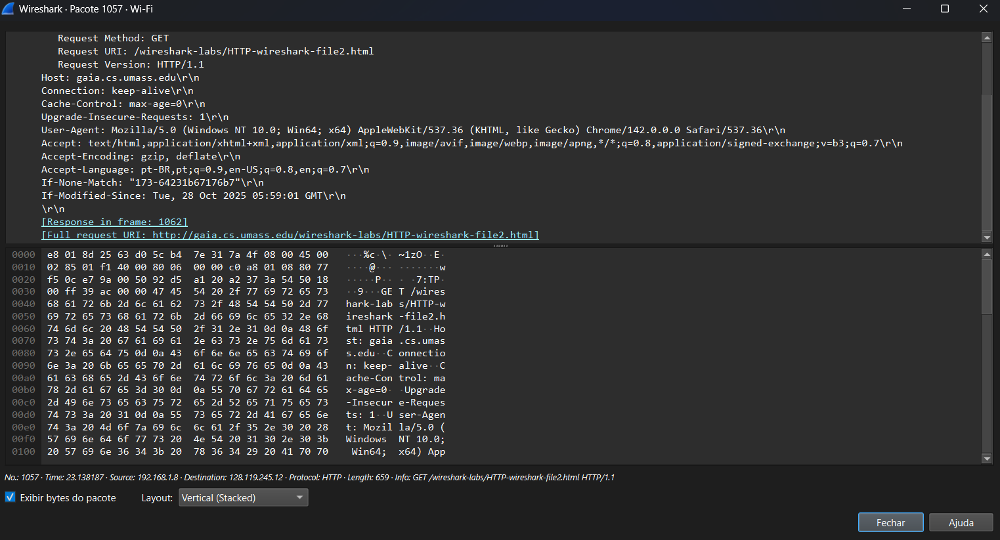 Wireshark · Pacote 1057 · Wi-Fi
Request Method: GET
Request URI: /wireshark-labs/HTTP-wireshark-file2.html
Request Version: HTTP/1.1
Host: gaia.cs.umass.edu\r\n
Connection: keep-alive\r\n
Cache-Control: max-age=0\r\n
Upgrade-Insecure-Requests: 1\r\n
User-Agent: Mozilla/5.0 (Windows NT 10.0; Win64; x64) AppleWebKit/537.36 (KHTML, like Gecko) Chrome/142.0.0.0 Safari/537.36\r\n
Accept: text/html,application/xhtml+xml,application/xml;q=0.9,image/avif,image/webp,image/apng,*/*;q=0.8,application/signed-exchange;v=b3;q=0.7\r\n
Accept-Encoding: gzip, deflate\r\n
Accept-Language: pt-BR,pt;q=0.9,en-US;q=0.8,en;q=0.7\r\n
If-None-Match: "173-64231b67176b7"\r\n
If-Modified-Since: Tue, 28 Oct 2025 05:59:01 GMT\r\n
\r\n
[Response in frame: 1062]
[Full request URI: http://gaia.cs.umass.edu/wireshark-labs/HTTP-wireshark-file2.html]
0000 e8 01 8d 25 63 d0 5c b4 7e 31 7a 4f 08 00 45 00 ···%c·\· ~1zO··E·
0010 02 85 01 f1 40 00 80 06 00 00 c0 a8 01 08 80 77 ····@··· ·······w
0020 f5 0c e7 9a 00 50 92 d5 a1 20 a2 37 3a 54 50 18 ·····P·· · ·7:TP·
0030 00 ff 39 ac 00 00 47 45 54 20 2f 77 69 72 65 73 ··9···GE T /wires
0040 68 61 72 6b 2d 6c 61 62 73 2f 48 54 54 50 2d 77 hark-lab s/HTTP-w
0050 69 72 65 73 68 61 72 6b 2d 66 69 6c 65 32 2e 68 ireshark -file2.h
0060 74 6d 6c 20 48 54 54 50 2f 31 2e 31 0d 0a 48 6f tml HTTP /1.1··Ho
0070 73 74 3a 20 67 61 69 61 2e 63 73 2e 75 6d 61 73 st: gaia .cs.umas
0080 73 2e 65 64 75 0d 0a 43 6f 6e 6e 65 63 74 69 6f s.edu··C onnectio
0090 6e 3a 20 6b 65 65 70 2d 61 6c 69 76 65 0d 0a 43 n: keep- alive··C
00a0 61 63 68 65 2d 43 6f 6e 74 72 6f 6c 3a 20 6d 61 ache-Con trol: ma
00b0 78 2d 61 67 65 3d 30 0d 0a 55 70 67 72 61 64 65 x-age=0· ·Upgrade
00c0 2d 49 6e 73 65 63 75 72 65 2d 52 65 71 75 65 73 -Insecur e-Reques
00d0 74 73 3a 20 31 0d 0a 55 73 65 72 2d 41 67 65 6e ts: 1··U ser-Agen
00e0 74 3a 20 4d 6f 7a 69 6c 6c 61 2f 35 2e 30 20 28 t: Mozil la/5.0 (
00f0 57 69 6e 64 6f 77 73 20 4e 54 20 31 30 2e 30 3b Windows NT 10.0;
0100 20 57 69 6e 36 34 3b 20 78 36 34 29 20 41 70 70 Win64; x64) App
No.: 1057 · Time: 23.138187 · Source: 192.168.1.8 · Destination: 128.119.245.12 · Protocol: HTTP · Length: 659 · Info: GET /wireshark-labs/HTTP-wireshark-file2.html HTTP/1.1
Exibir bytes do pacote Layout: Vertical (Stacked)
Fechar Ajuda